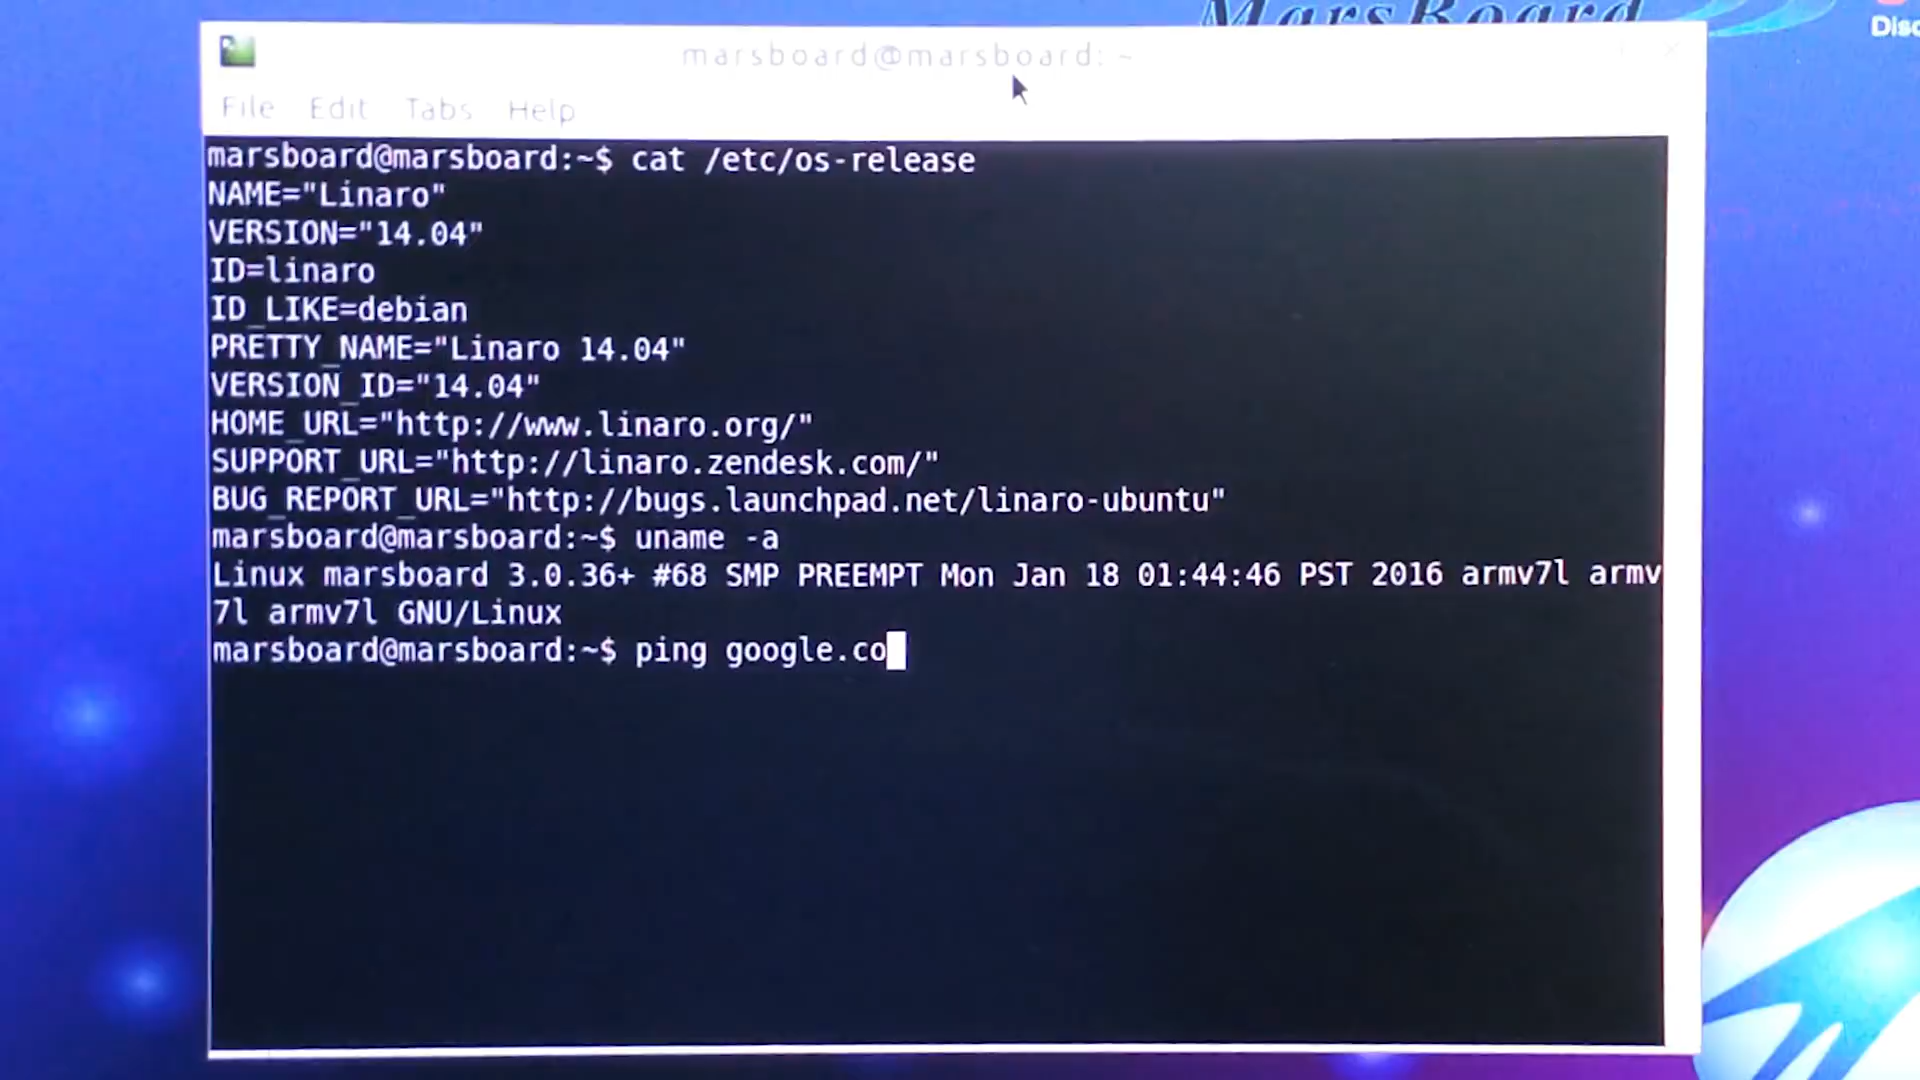 MarsBoard
Disc
marsboard@marsboard: ~
File Edit Tabs Help
marsboard@marsboard:~$ cat /etc/os-release
NAME="Linaro"
VERSION="14.04"
ID=linaro
ID_LIKE=debian
PRETTY_NAME="Linaro 14.04"
VERSION_ID="14.04"
HOME_URL="http://www.linaro.org/"
SUPPORT_URL="http://linaro.zendesk.com/"
BUG_REPORT_URL="http://bugs.launchpad.net/linaro-ubuntu"
marsboard@marsboard:~$ uname -a
Linux marsboard 3.0.36+ #68 SMP PREEMPT Mon Jan 18 01:44:46 PST 2016 armv7l armv
7l armv7l GNU/Linux
marsboard@marsboard:~$ ping google.co